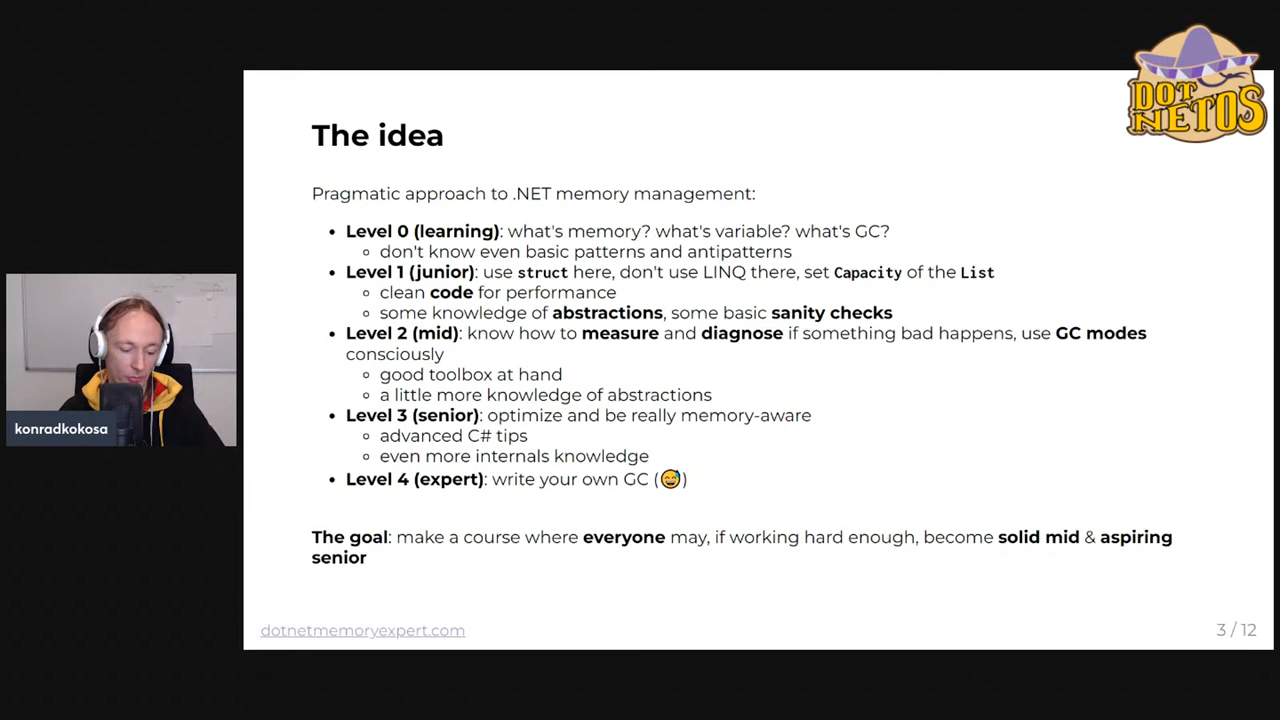 DOT
NETOS
The idea
Pragmatic approach to .NET memory management:
• Level 0 (learning): what's memory? what's variable? what's GC?
◦ don't know even basic patterns and antipatterns
• Level 1 (junior): use struct here, don't use LINQ there, set Capacity of the List
◦ clean code for performance
◦ some knowledge of abstractions, some basic sanity checks
• Level 2 (mid): know how to measure and diagnose if something bad happens, use GC modes
consciously
◦ good toolbox at hand
◦ a little more knowledge of abstractions
• Level 3 (senior): optimize and be really memory-aware
◦ advanced C# tips
◦ even more internals knowledge
• Level 4 (expert): write your own GC (😅)
The goal: make a course where everyone may, if working hard enough, become solid mid & aspiring
senior
konradkokosa
dotnetmemoryexpert.com
3 / 12